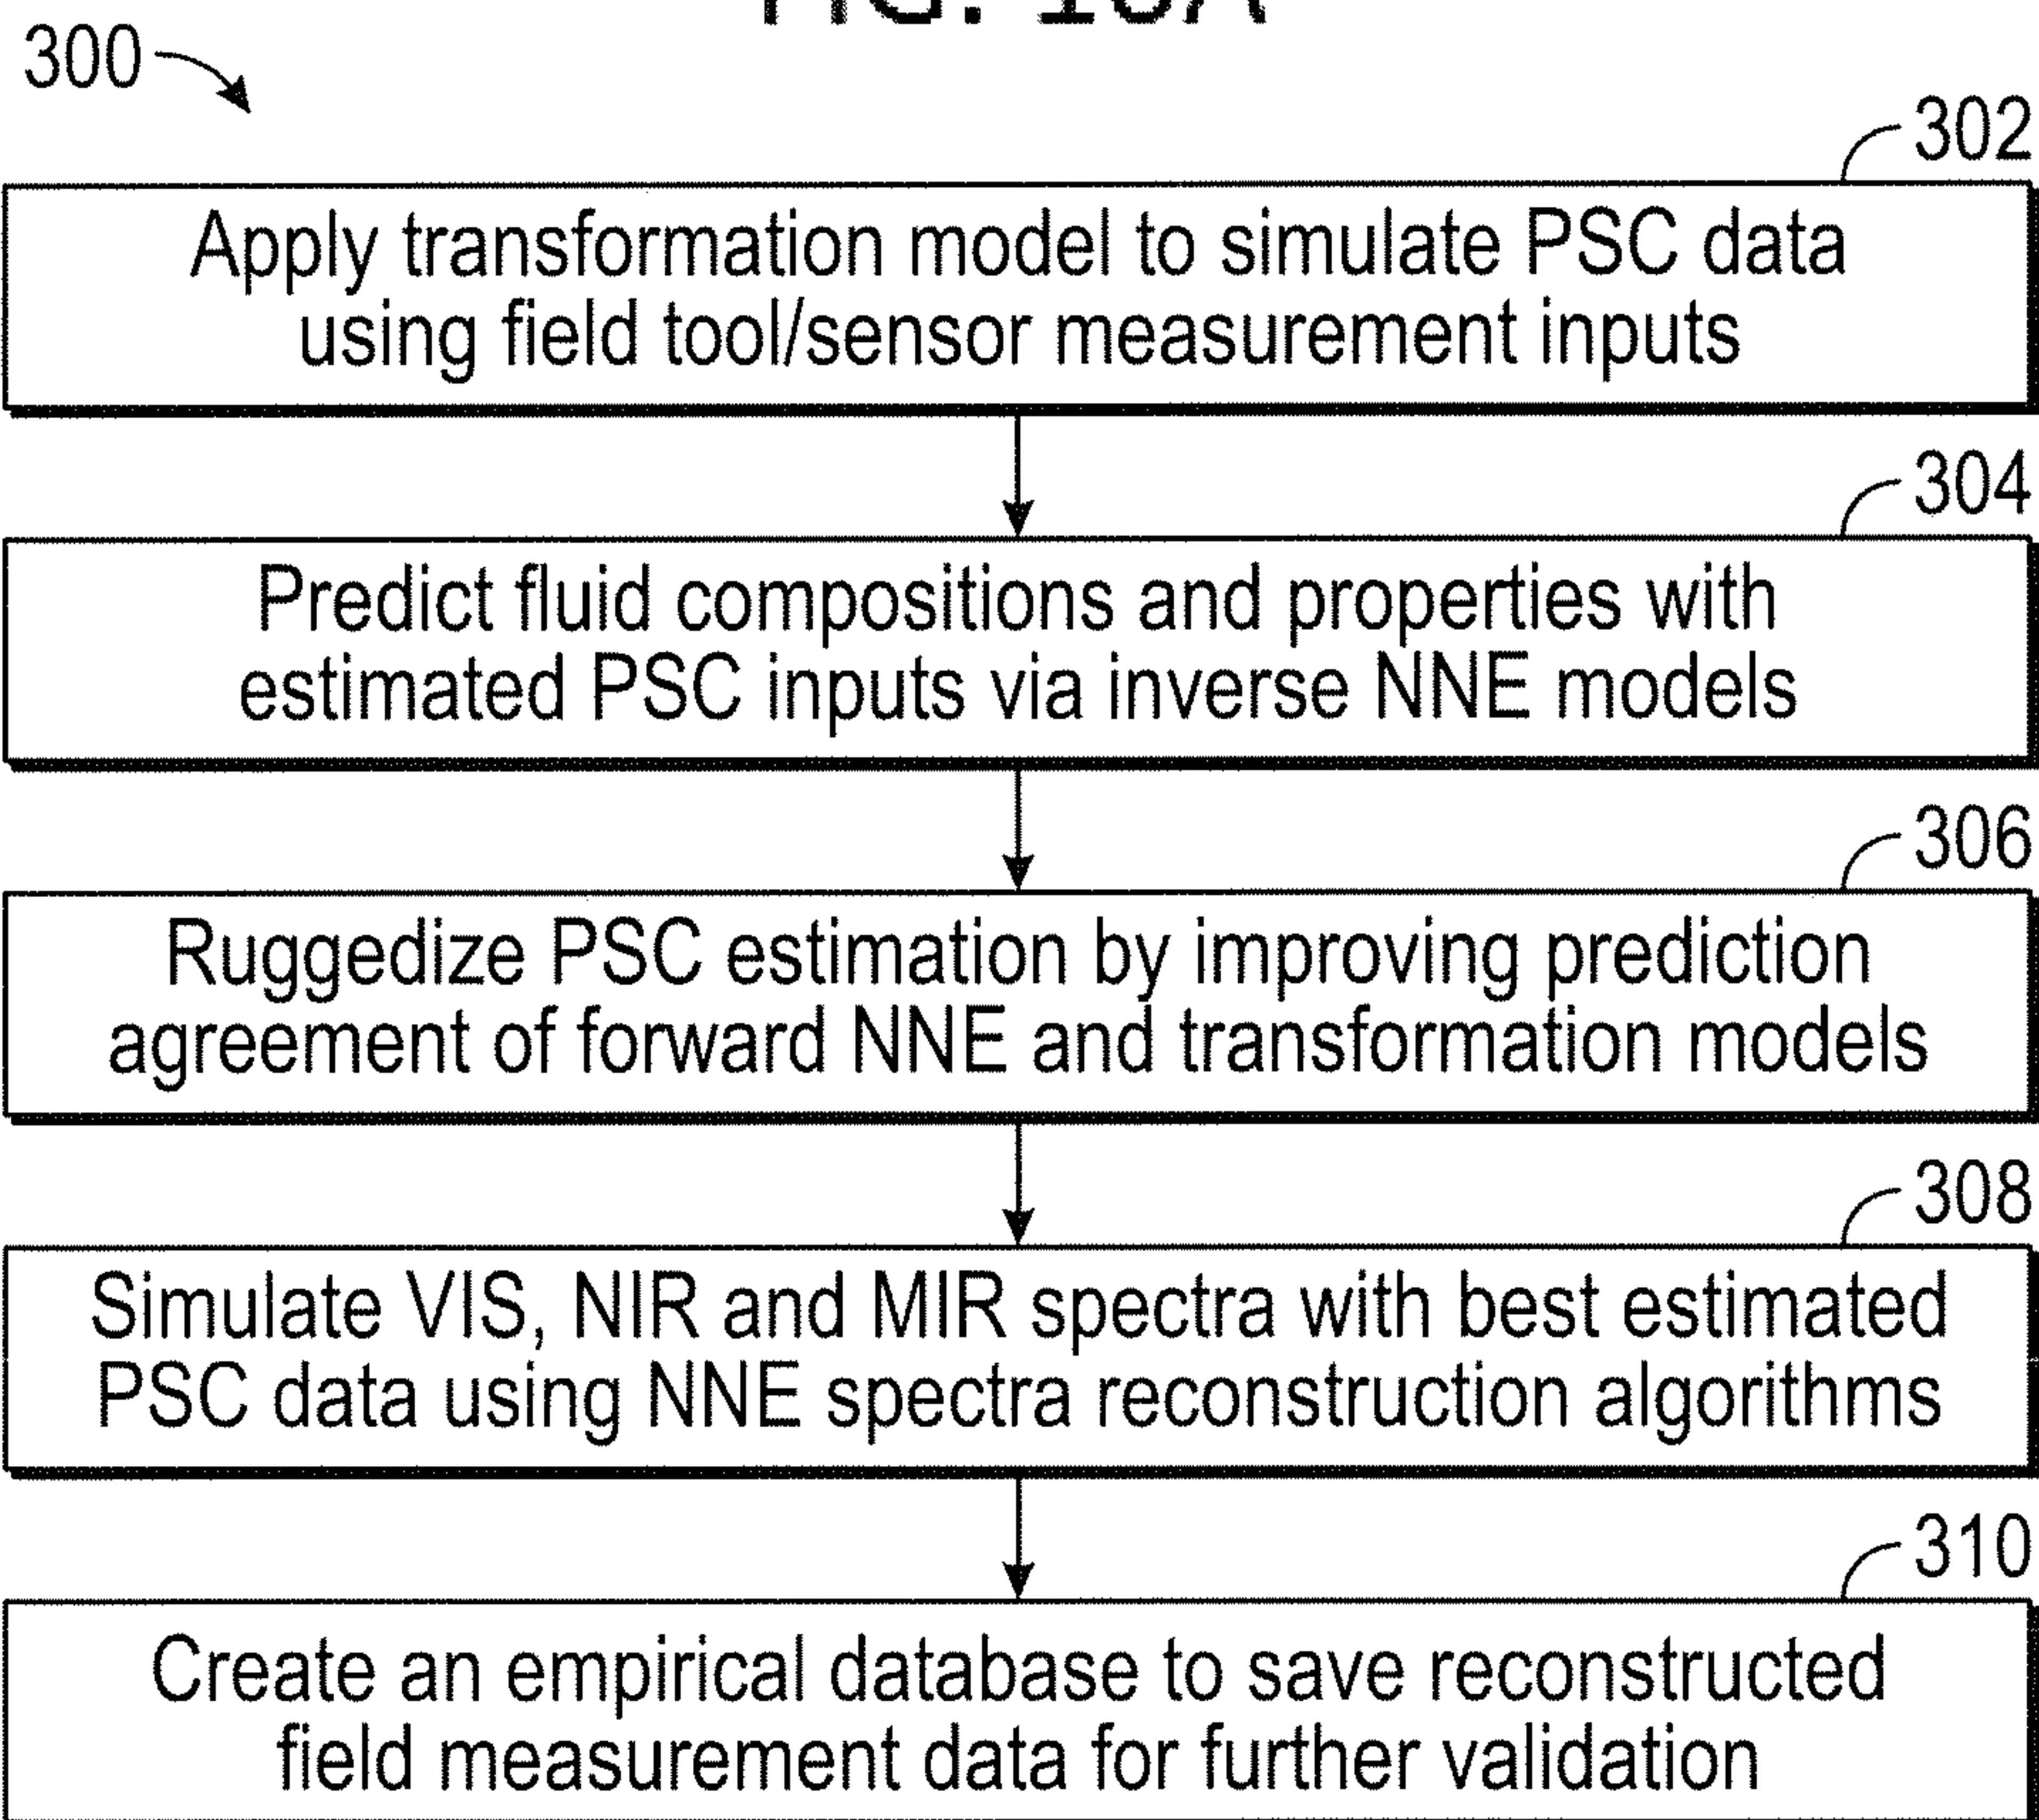 300
302
Apply transformation model to simulate PSC data
using field tool/sensor measurement inputs
304
Predict fluid compositions and properties with
estimated PSC inputs via inverse NNE models
306
Ruggedize PSC estimation by improving prediction
agreement of forward NNE and transformation models
308
Simulate VIS, NIR and MIR spectra with best estimated
PSC data using NNE spectra reconstruction algorithms
310
Create an empirical database to save reconstructed
field measurement data for further validation